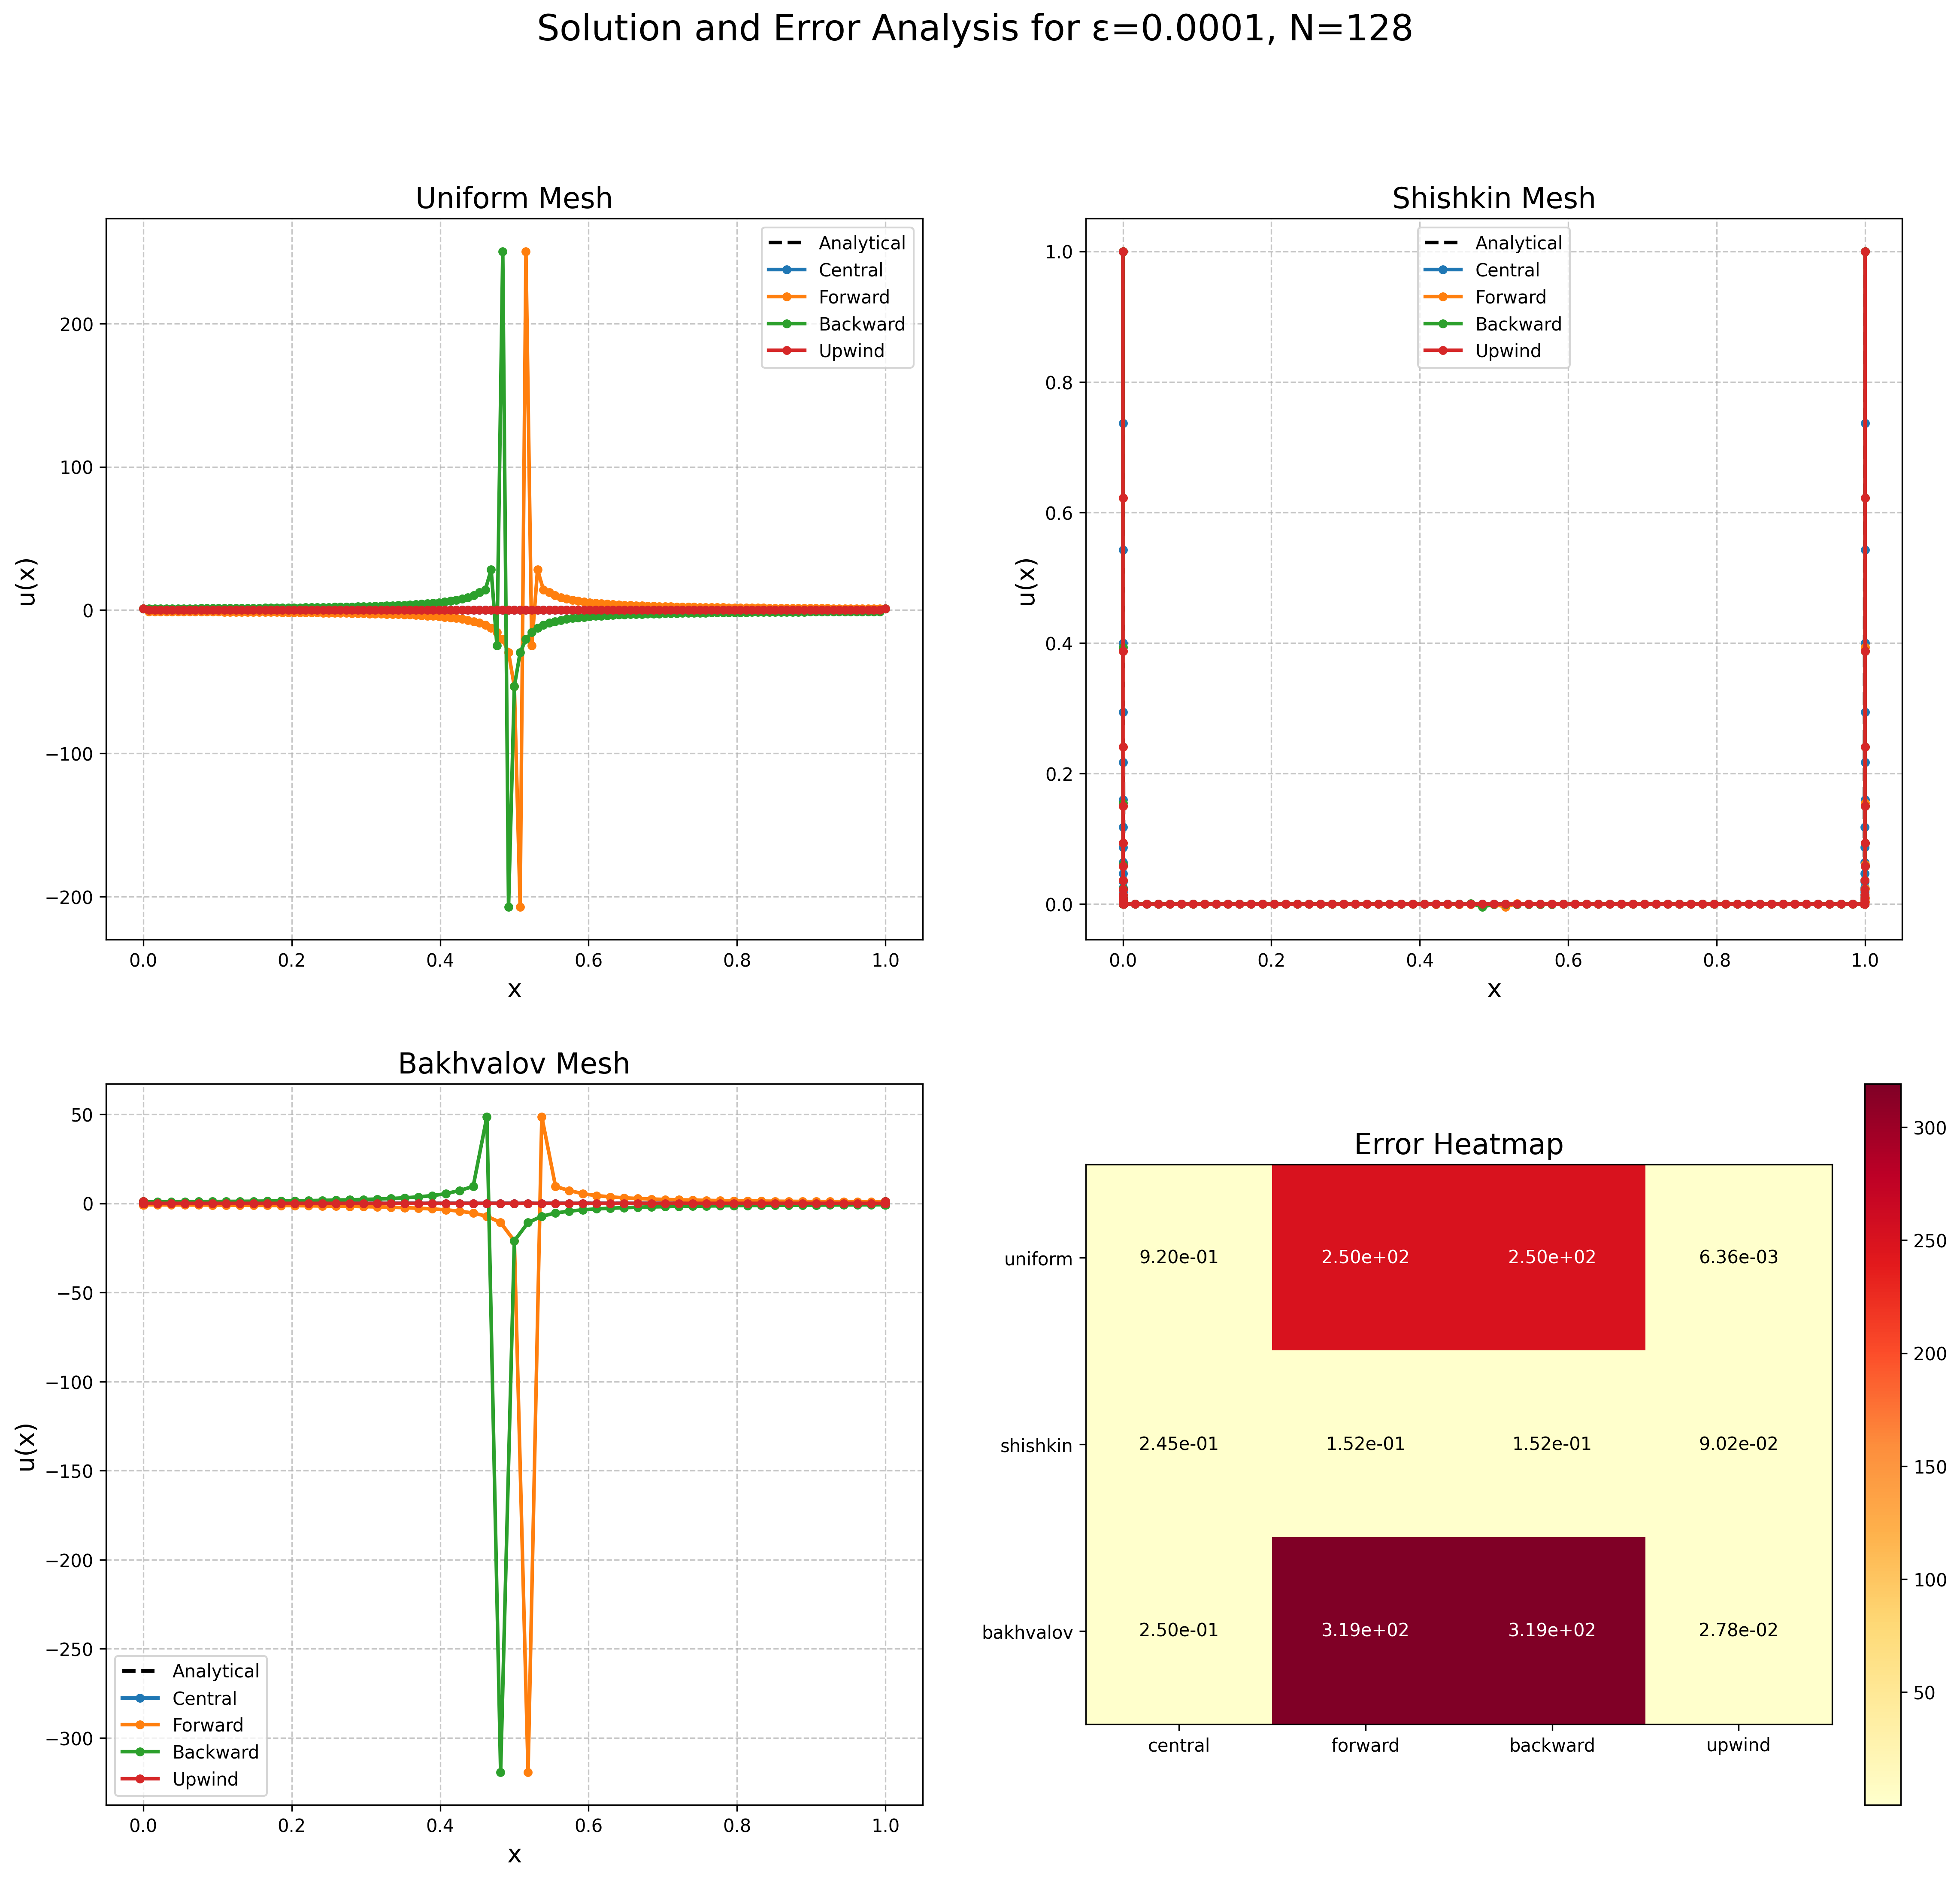 Solution and Error Analysis for ε=0.0001, N=128
Uniform Mesh
Analytical
Central
Forward
Backward
Upwind
200
100
0
−100
−200
u(x)
0.0 0.2 0.4 0.6 0.8 1.0
x
Shishkin Mesh
Analytical
Central
Forward
Backward
Upwind
1.0
0.8
0.6
0.4
0.2
0.0
u(x)
0.0 0.2 0.4 0.6 0.8 1.0
x
Bakhvalov Mesh
50
0
−50
−100
−150
−200
−250
−300
u(x)
Analytical
Central
Forward
Backward
Upwind
0.0 0.2 0.4 0.6 0.8 1.0
x
Error Heatmap
uniform 9.20e-01 2.50e+02 2.50e+02 6.36e-03
shishkin 2.45e-01 1.52e-01 1.52e-01 9.02e-02
bakhvalov 2.50e-01 3.19e+02 3.19e+02 2.78e-02
central forward backward upwind
300
250
200
150
100
50